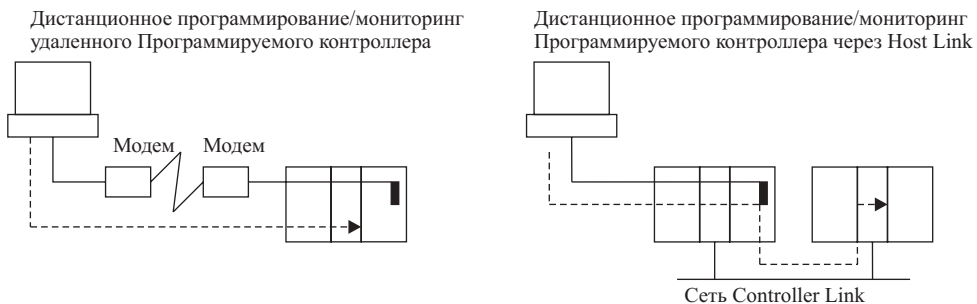 Дистанционное программирование/мониторинг
удаленного Программируемого контроллера
Модем
Модем
Дистанционное программирование/мониторинг
Программируемого контроллера через Host Link
Сеть Controller Link